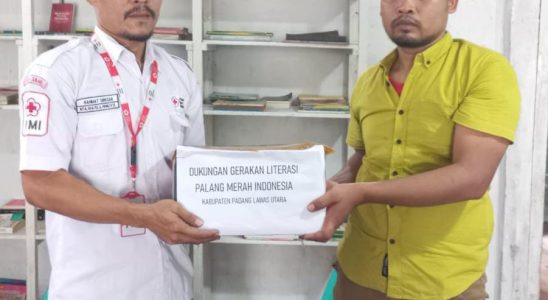 PMI
DUKUNGAN GERAKAN LITERASI
PALANG MERAH INDONESIA
KABUPATEN PADANG LAWAS UTARA